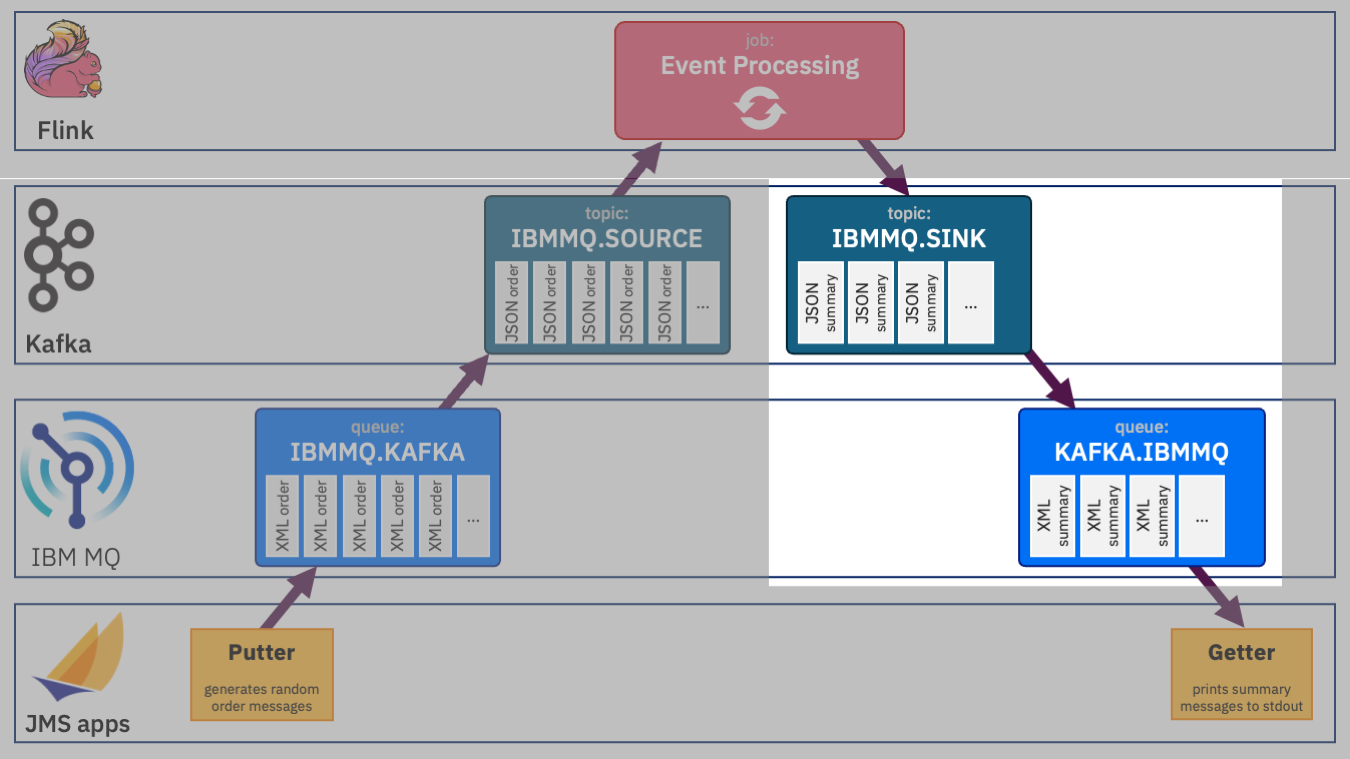 job:
Event Processing
Flink
topic:
IBMMQ.SOURCE
JSON order
JSON order
JSON order
JSON order
JSON order
...
topic:
IBMMQ.SINK
JSON
summary
JSON
summary
JSON
summary
...
Kafka
queue:
IBMMQ.KAFKA
XML order
XML order
XML order
XML order
XML order
...
queue:
KAFKA.IBMMQ
XML
summary
XML
summary
XML
summary
...
IBM MQ
Putter
generates random
order messages
Getter
prints summary
messages to stdout
JMS apps